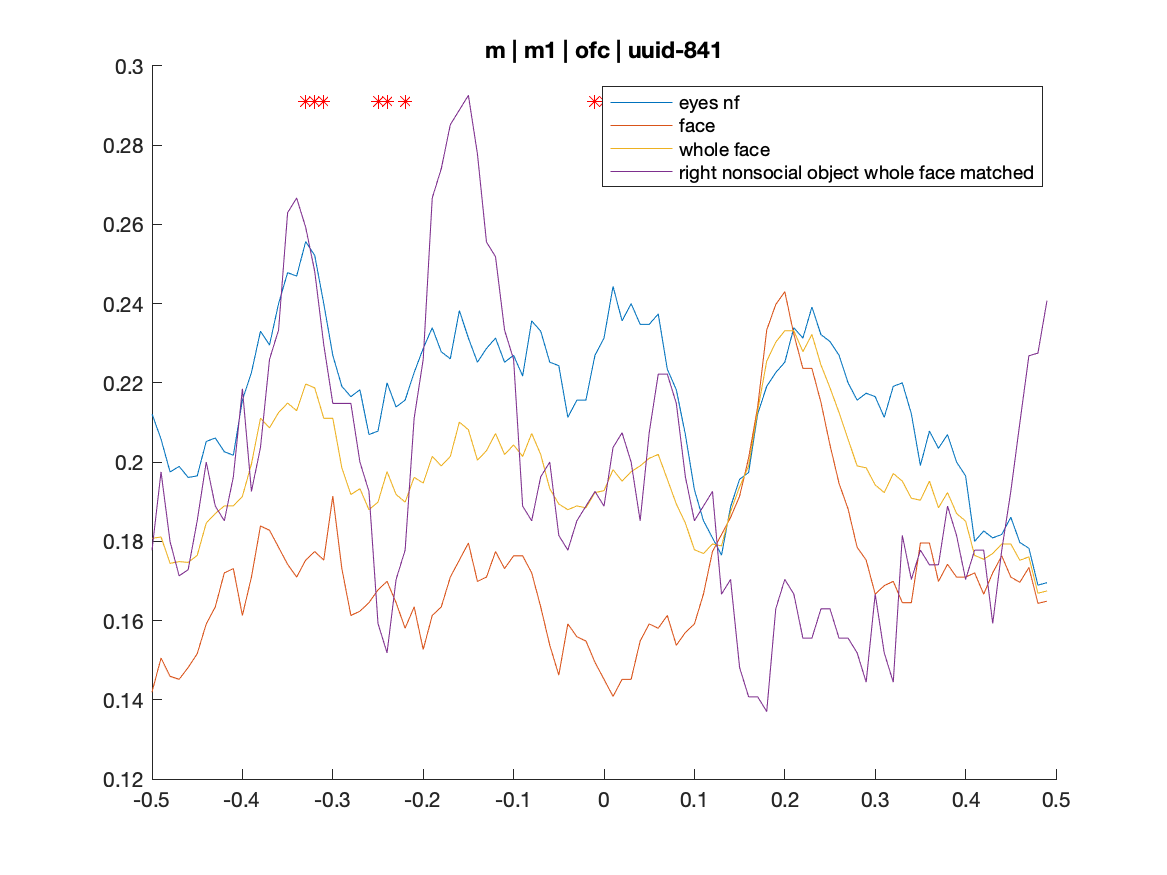 m | m1 | ofc | uuid-841
0.3
0.28
0.26
0.24
0.22
0.2
0.18
0.16
0.14
0.12
eyes nf
face
whole face
right nonsocial object whole face matched
-0.5 -0.4 -0.3 -0.2 -0.1 0 0.1 0.2 0.3 0.4 0.5